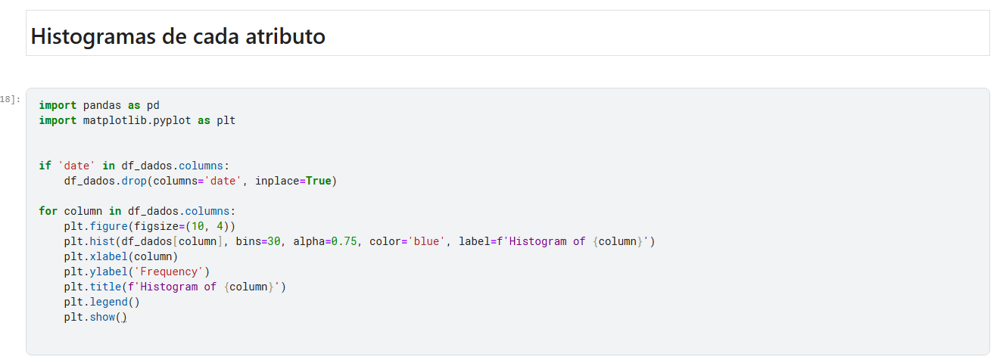 Histogramas de cada atributo
18]:
import pandas as pd
import matplotlib.pyplot as plt
if 'date' in df_dados.columns:
    df_dados.drop(columns='date', inplace=True)
for column in df_dados.columns:
    plt.figure(figsize=(10, 4))
    plt.hist(df_dados[column], bins=30, alpha=0.75, color='blue', label=f'Histogram of {column}')
    plt.xlabel(column)
    plt.ylabel('Frequency')
    plt.title(f'Histogram of {column}')
    plt.legend()
    plt.show()